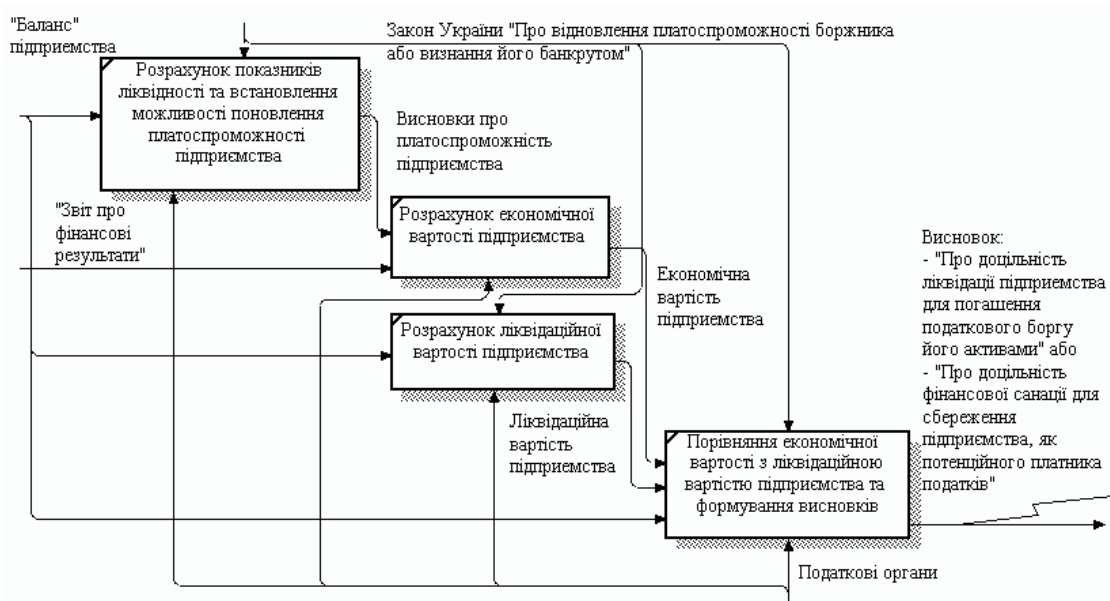 "Баланс"
підприємства
Закон України "Про відновлення платоспроможності боржника
або визнання його банкрутом"
Розрахунок показників
ліквідності та встановлення
можливості поновлення
платоспроможності
підприємства
Висновки про
платоспроможність
підприємства
"Звіт про
фінансові
результати"
Розрахунок економічної
вартості підприємства
Економічна
вартість
підприємства
Розрахунок ліквідаційної
вартості підприємства
Ліквідаційна
вартість
підприємства
Порівняння економічної
вартості з ліквідаційною
вартістю підприємства та
формування висновків
Висновок:
- "Про доцільність
ліквідації підприємства
для погашення
податкового боргу
його активами" або
- "Про доцільність
фінансової санації для
сбереження
підприємства, як
потенційного платника
податків"
Податкові органи